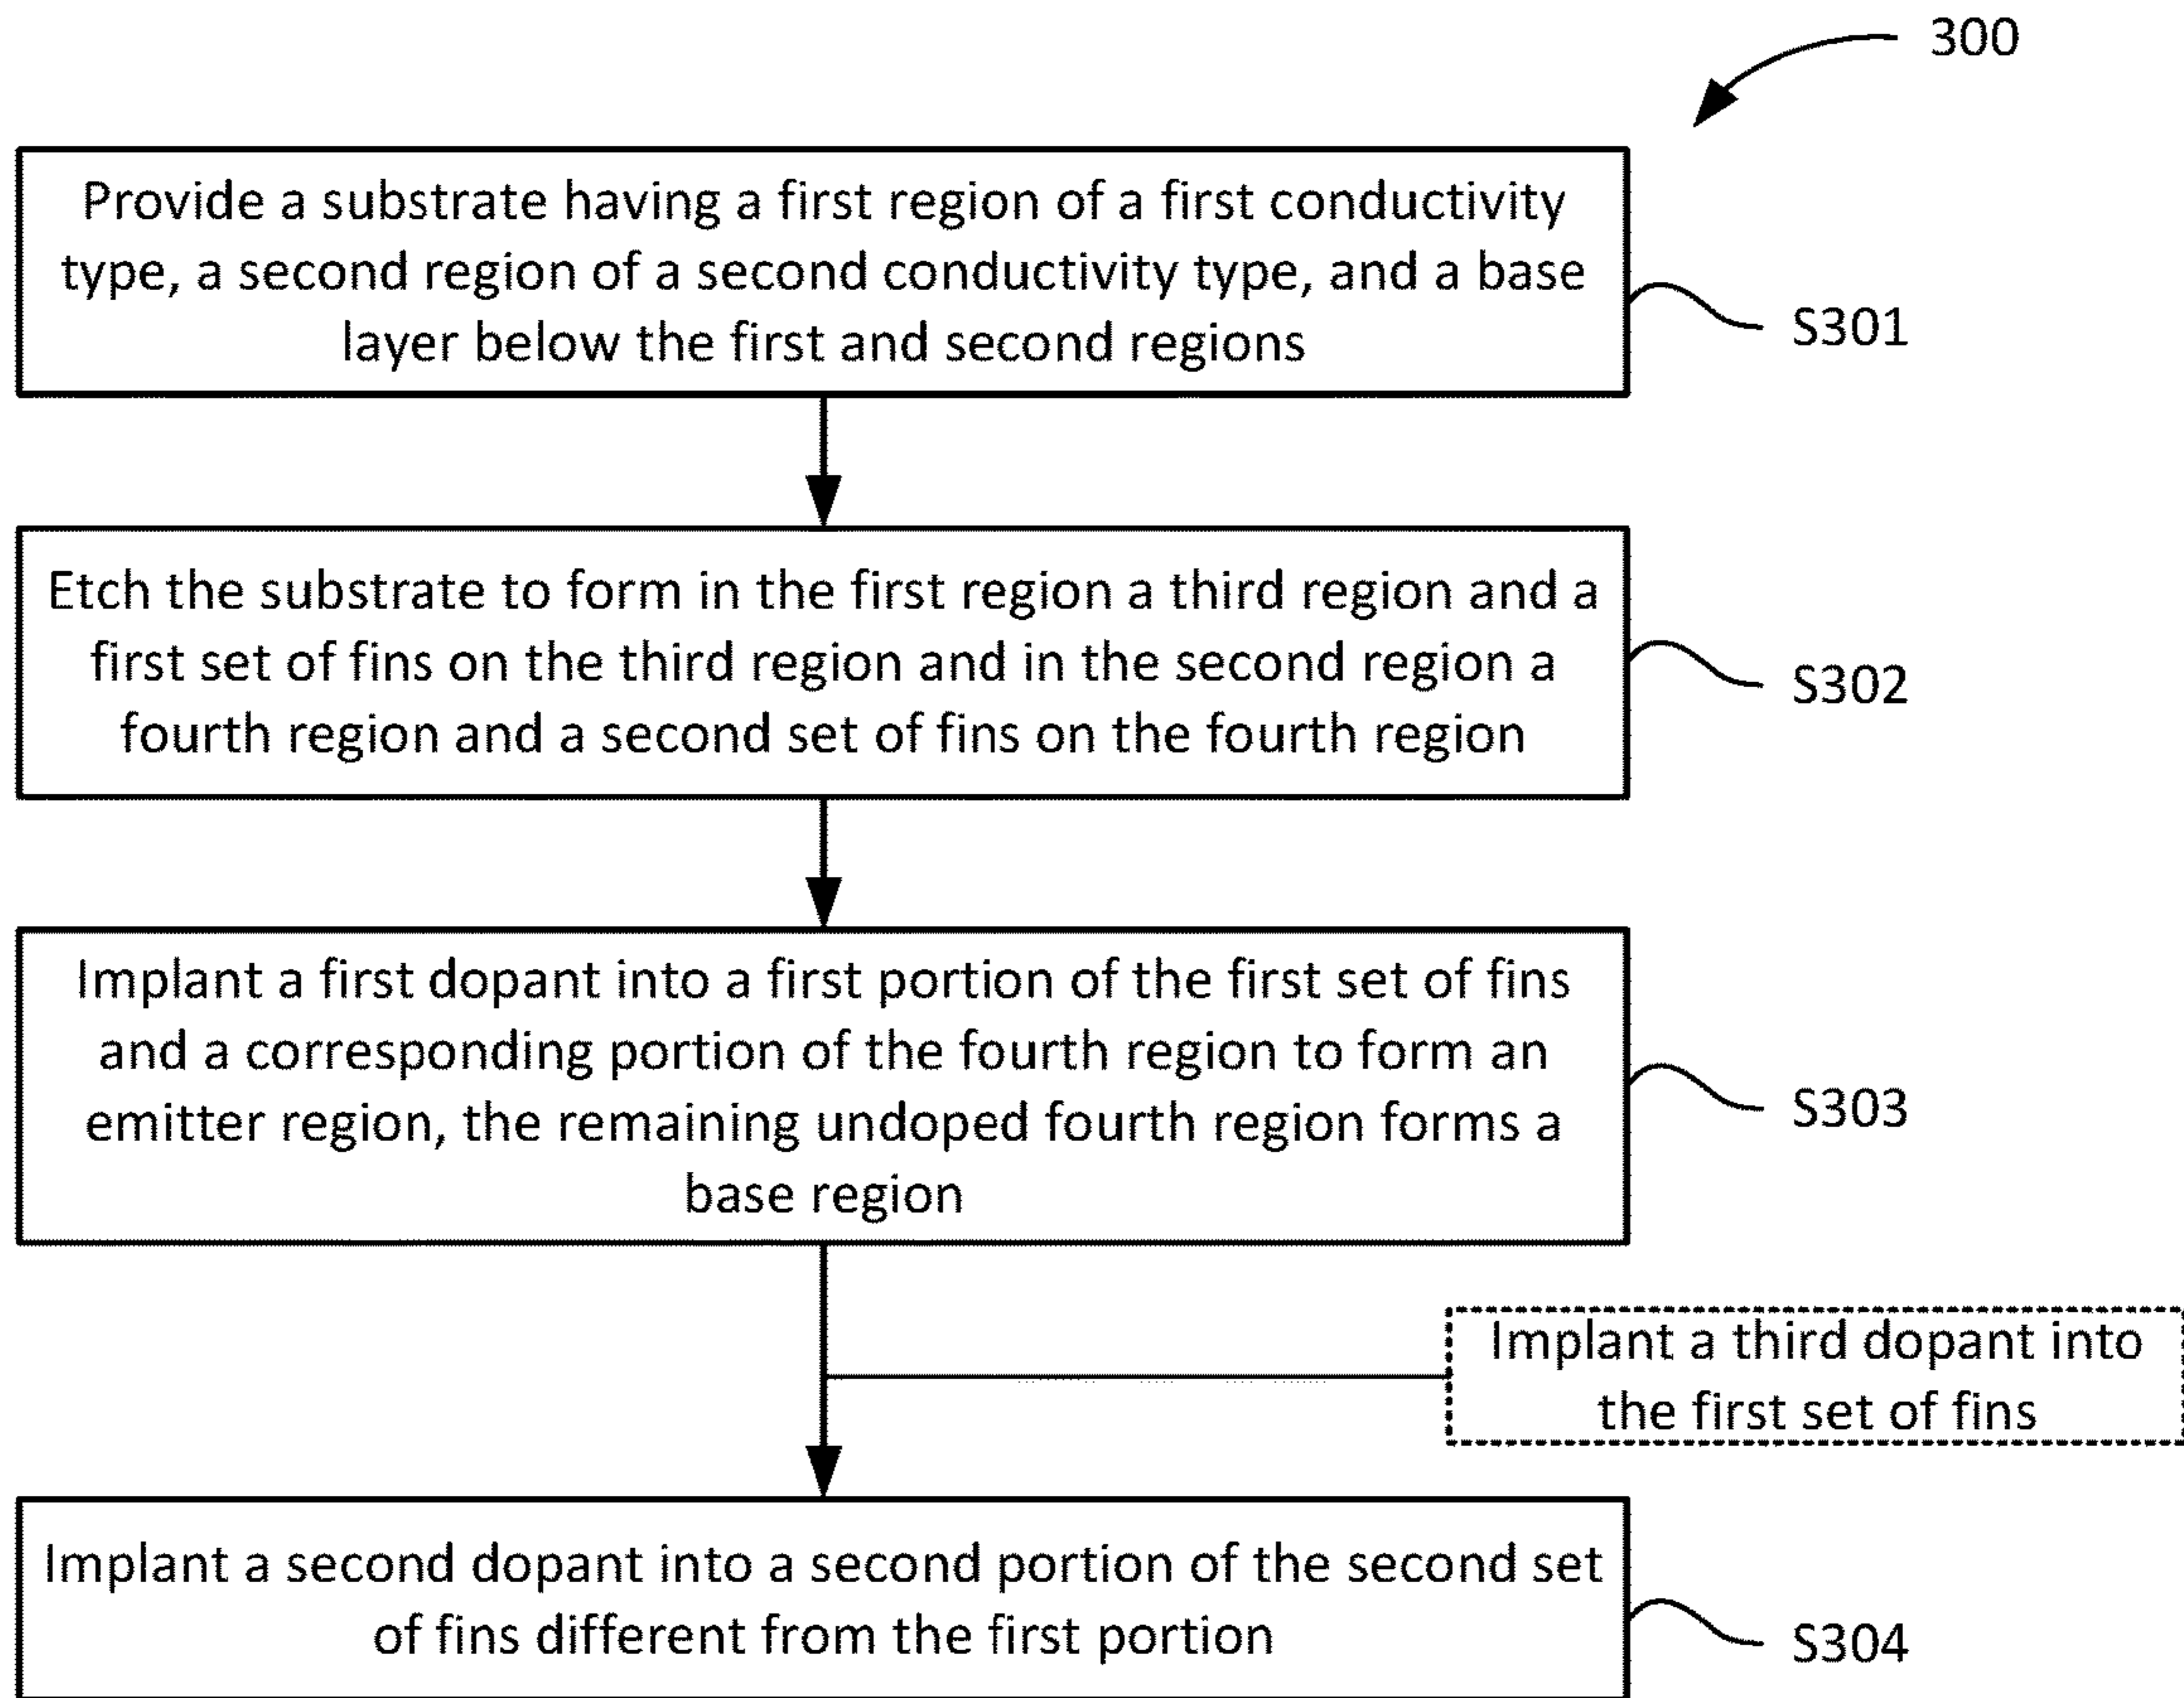 300
Provide a substrate having a first region of a first conductivity
type, a second region of a second conductivity type, and a base
layer below the first and second regions
S301
Etch the substrate to form in the first region a third region and a
first set of fins on the third region and in the second region a
fourth region and a second set of fins on the fourth region
S302
Implant a first dopant into a first portion of the first set of fins
and a corresponding portion of the fourth region to form an
emitter region, the remaining undoped fourth region forms a
base region
S303
Implant a third dopant into
the first set of fins
Implant a second dopant into a second portion of the second set
of fins different from the first portion
S304